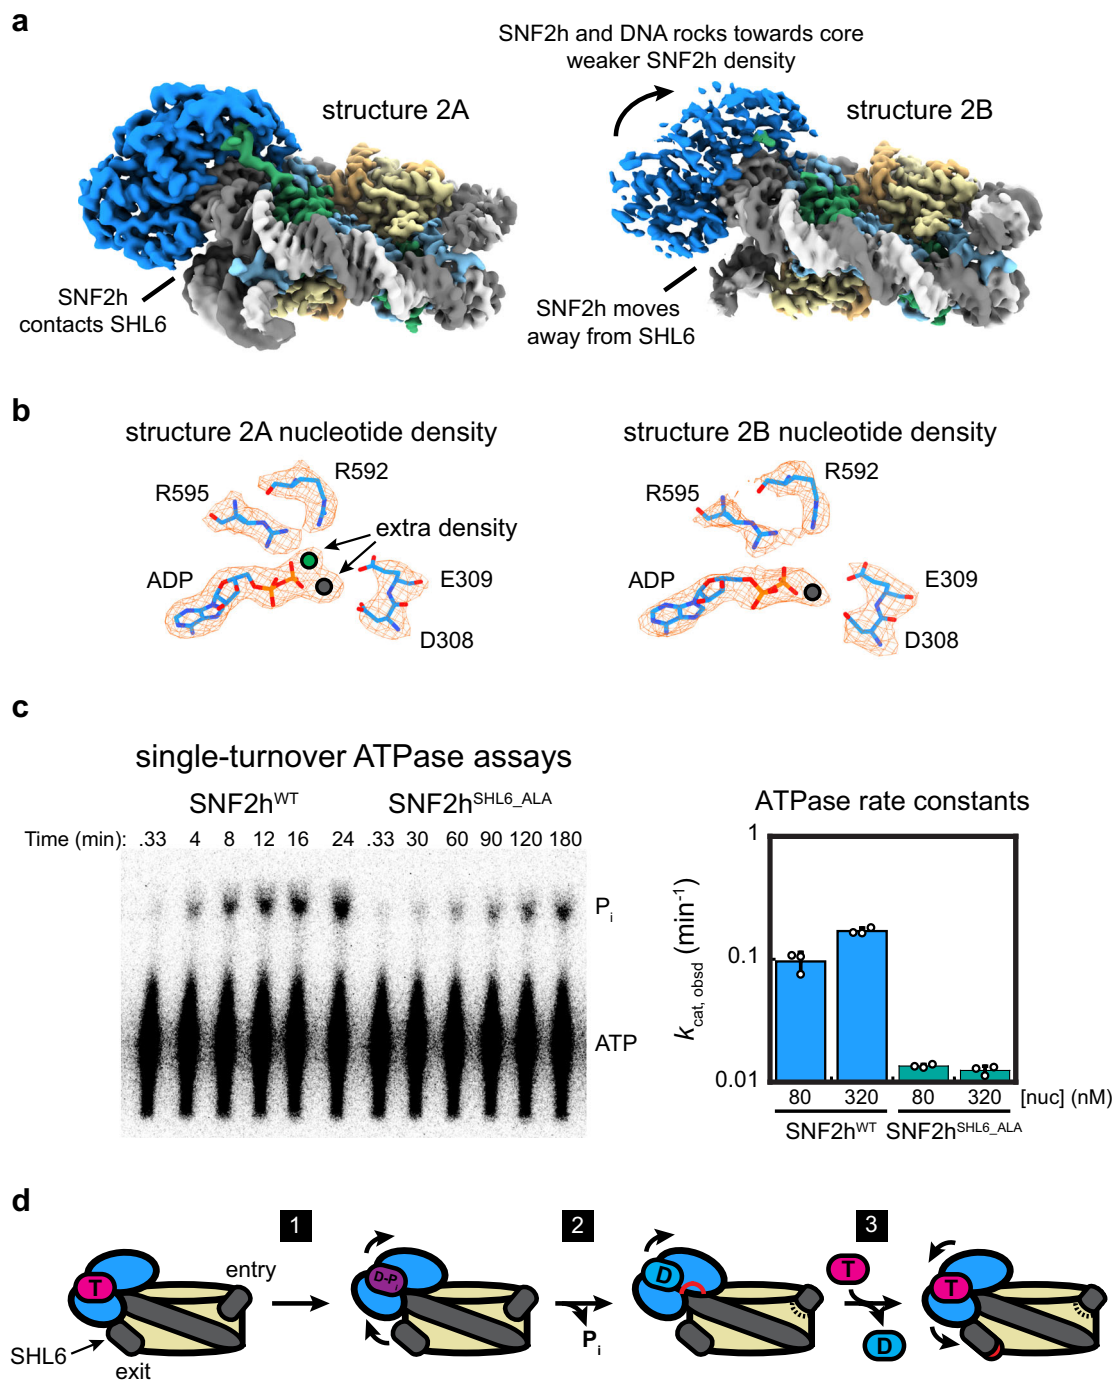 a
SNF2h and DNA rocks towards core
weaker SNF2h density
structure 2A
structure 2B
SNF2h
contacts SHL6
SNF2h moves
away from SHL6
b
structure 2A nucleotide density
structure 2B nucleotide density
R592
R595
extra density
ADP
E309
D308
R592
R595
ADP
E309
D308
c
single-turnover ATPase assays
SNF2hWT
SNF2hSHL6_ALA
Time (min): .33 4 8 12 16 24 .33 30 60 90 120 180
Pi
ATP
ATPase rate constants
kcat, obsd (min-1)
1
0.1
0.01
80 320 80 320 [nuc] (nM)
SNF2hWT SNF2hSHL6_ALA
d
1 2 3
T
entry
SHL6
exit
D-Pi
Pi
D
T
D
T